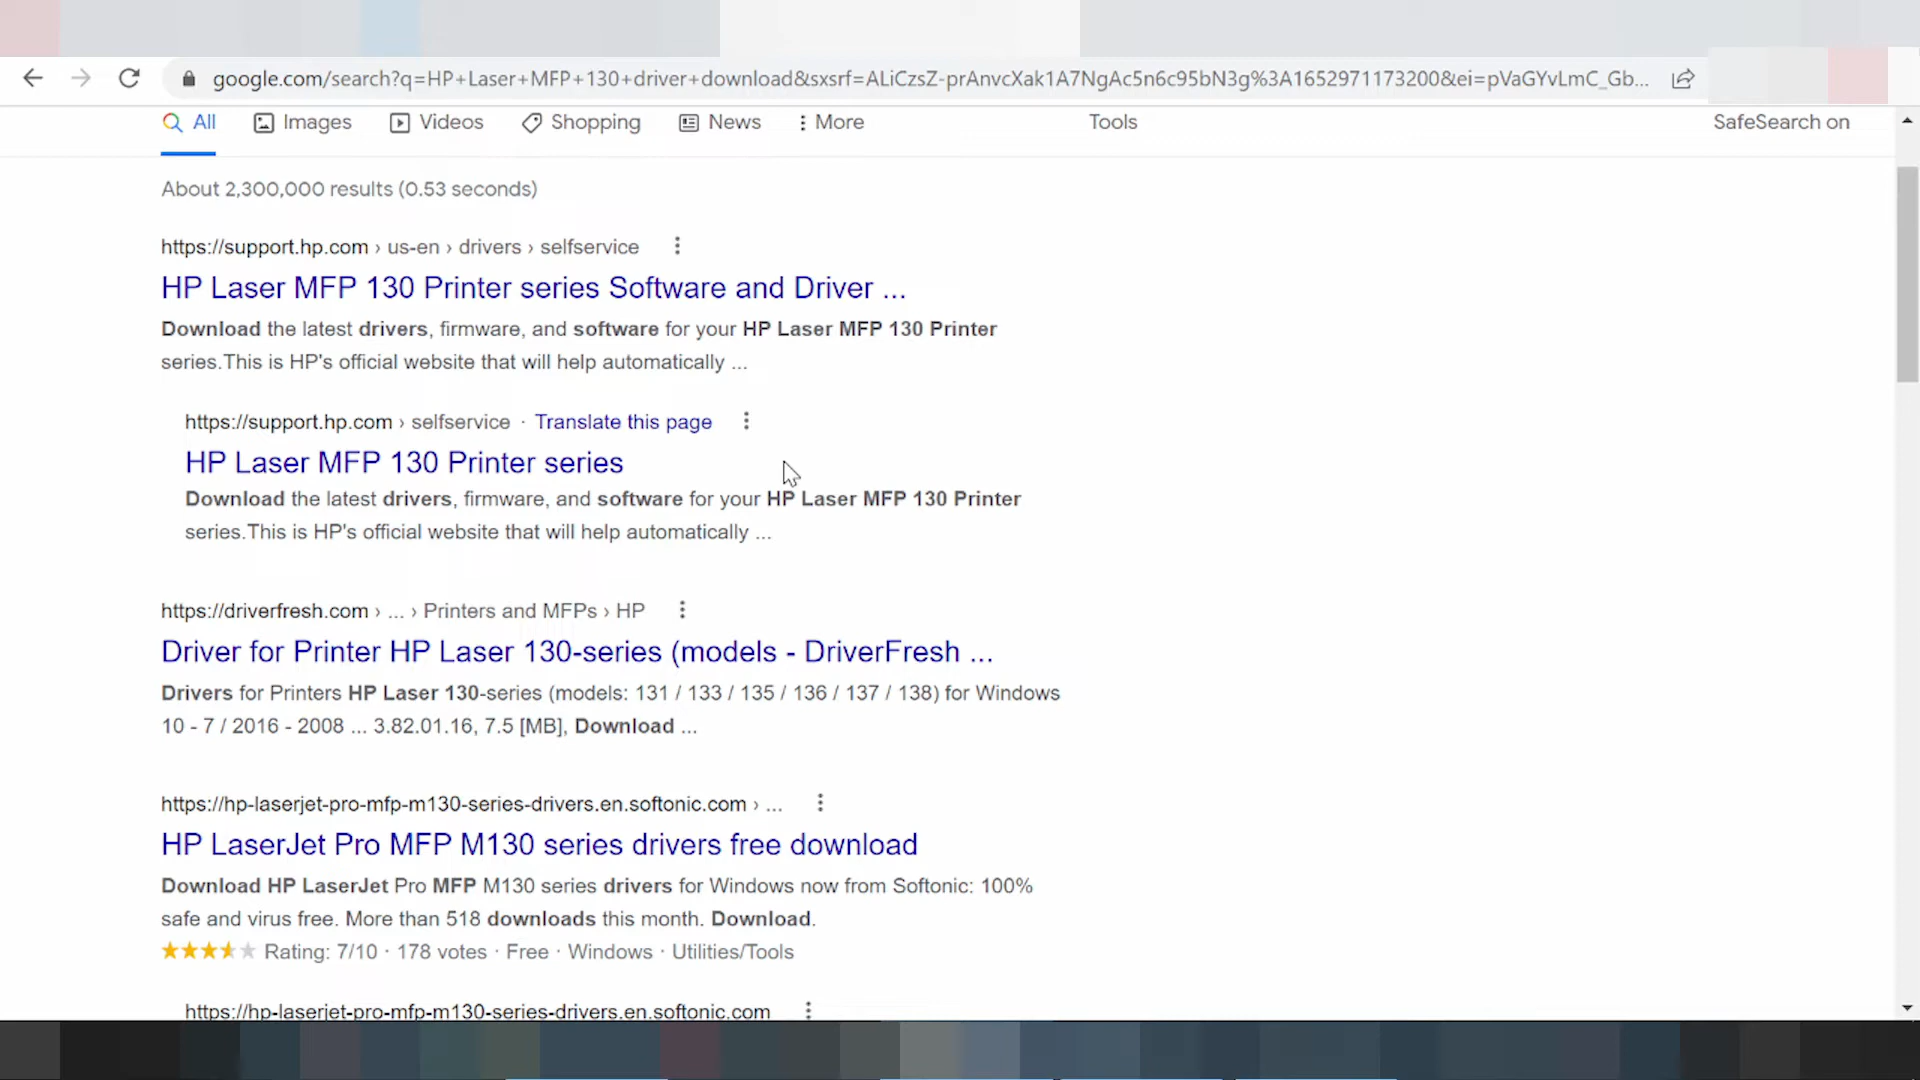 google.com/search?q=HP+Laser+MFP+130+driver+download&sxsrf=ALiCzsZ-prAnvcXak1A7NgAc5n6c95bN3g%3A1652971173200&ei=pVaGYvLmC_Gb...
All Images Videos Shopping News More Tools SafeSearch on
About 2,300,000 results (0.53 seconds)
https://support.hp.com › us-en › drivers › selfservice
HP Laser MFP 130 Printer series Software and Driver ...
Download the latest drivers, firmware, and software for your HP Laser MFP 130 Printer
series.This is HP's official website that will help automatically ...
https://support.hp.com › selfservice · Translate this page
HP Laser MFP 130 Printer series
Download the latest drivers, firmware, and software for your HP Laser MFP 130 Printer
series.This is HP's official website that will help automatically ...
https://driverfresh.com › ... › Printers and MFPs › HP
Driver for Printer HP Laser 130-series (models - DriverFresh ...
Drivers for Printers HP Laser 130-series (models: 131 / 133 / 135 / 136 / 137 / 138) for Windows
10 - 7 / 2016 - 2008 ... 3.82.01.16, 7.5 [MB], Download ...
https://hp-laserjet-pro-mfp-m130-series-drivers.en.softonic.com › ...
HP LaserJet Pro MFP M130 series drivers free download
Download HP LaserJet Pro MFP M130 series drivers for Windows now from Softonic: 100%
safe and virus free. More than 518 downloads this month. Download.
Rating: 7/10 · 178 votes · Free · Windows · Utilities/Tools
https://hp-laserjet-pro-mfp-m130-series-drivers.en.softonic.com